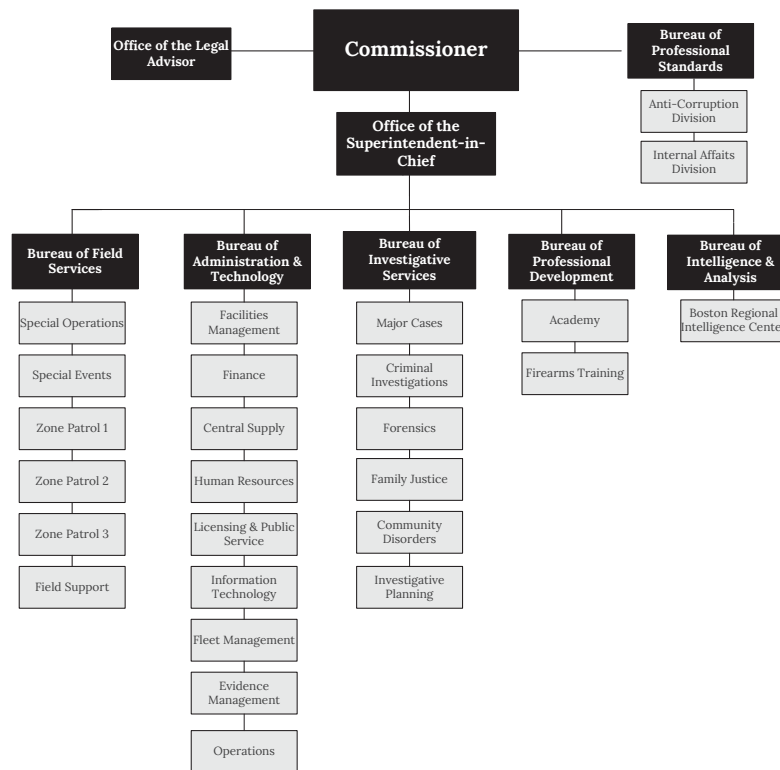 Office of the Legal
Advisor
Commissioner
Bureau of
Professional
Standards
Anti-Corruption
Division
Internal Affaits
Division
Office of the
Superintendent-in-
Chief
Bureau of Field
Services
Special Operations
Special Events
Zone Patrol 1
Zone Patrol 2
Zone Patrol 3
Field Support
Bureau of
Administration &
Technology
Facilities
Management
Finance
Central Supply
Human Resources
Licensing & Public
Service
Information
Technology
Fleet Management
Evidence
Management
Operations
Bureau of
Investigative
Services
Major Cases
Criminal
Investigations
Forensics
Family Justice
Community
Disorders
Investigative
Planning
Bureau of
Professional
Development
Academy
Firearms Training
Bureau of
Intelligence &
Analysis
Boston Regional
Intelligence Center